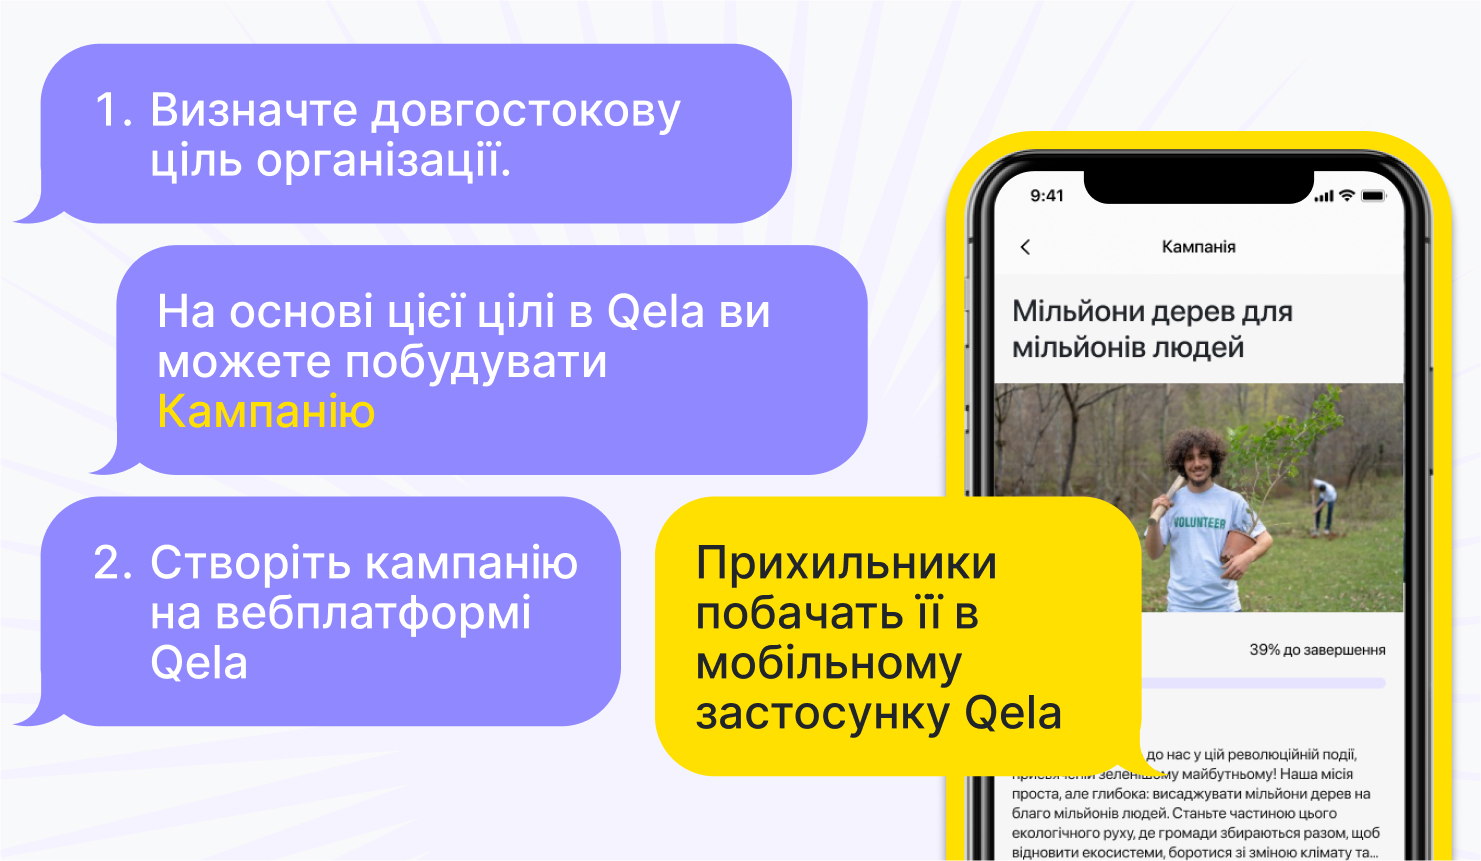 1. Визначте довгостокову
ціль організації.
На основі цієї цілі в Qela ви
можете побудувати
Кампанію
2. Створіть кампанію
на вебплатформі
Qela
Прихильники
побачать її в
мобільному
застосунку Qela
9:41
Кампанія
Мільйони дерев для
мільйонів людей
VOLUNTEER
39% до завершення
до нас у цій революційній події,
зеленішому майбутньому! Наша місія
проста, але глибока: висаджувати мільйони дерев на
благо мільйонів людей. Станьте частиною цього
екологічного руху, де громади збираються разом, щоб
відновити екосистеми, боротися зі зміною клімату та...